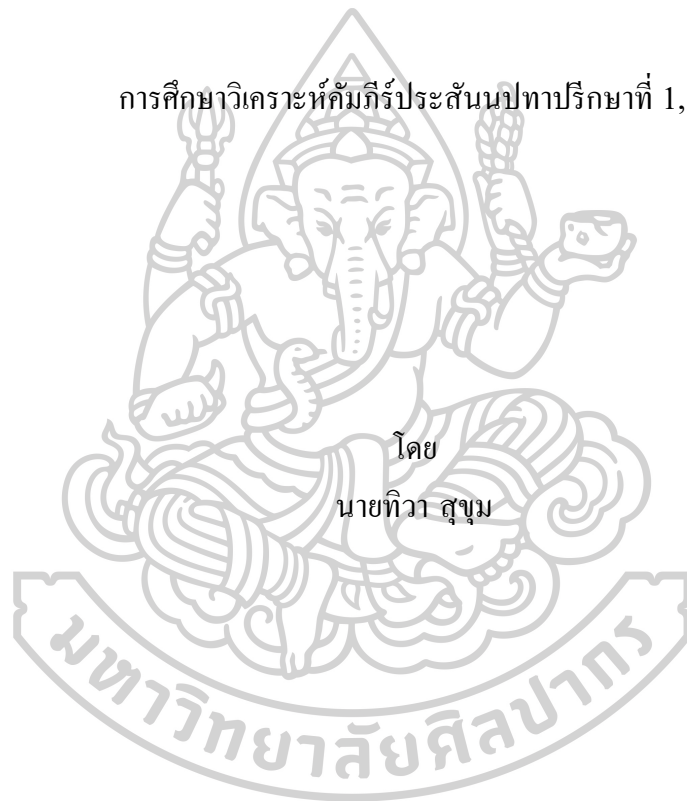 การศึกษาวิเคราะห์คัมภีร์ประสันนปทาปรีกษาที่ 1,
โดย
นายทิวา สุขุม
มหาวิทยาลัยศิลปากร